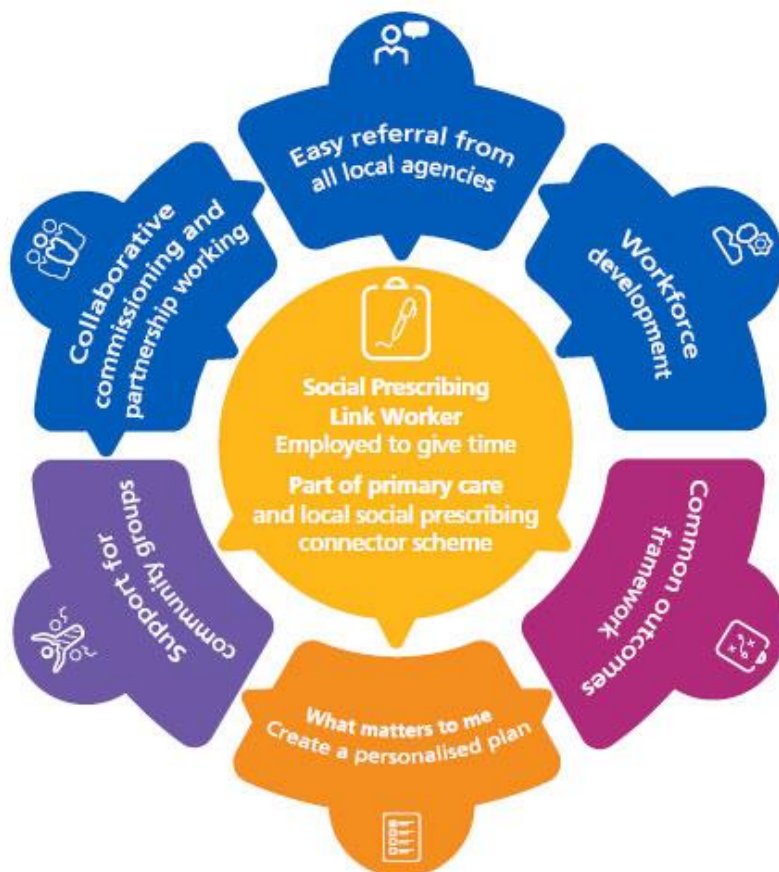 Easy referral from
all local agencies
Workforce
development
Common outcomes
framework
What matters to me
Create a personalised plan
Support for
community groups
Collaborative
commissioning and
partnership working
Social Prescribing
Link Worker
Employed to give time
Part of primary care
and local social prescribing
connector scheme